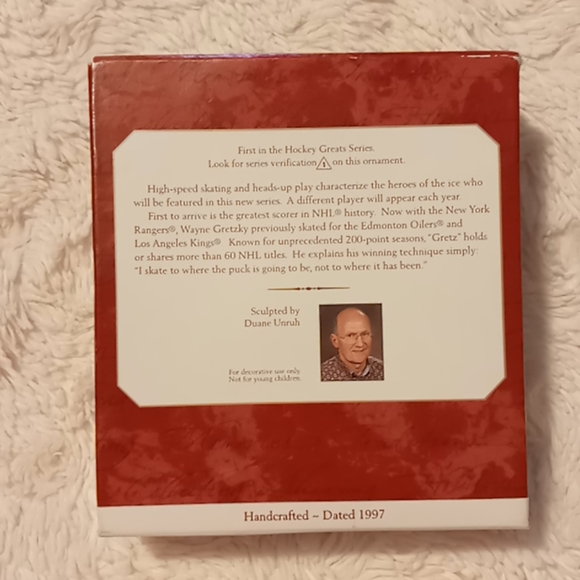 First in the Hockey Greats Series.
Look for series verification 1 on this ornament.
High-speed skating and heads-up play characterize the heroes of the ice who
will be featured in this new series. A different player will appear each year.
First to arrive is the greatest scorer in NHL® history. Now with the New York
Rangers®, Wayne Gretzky previously skated for the Edmonton Oilers® and
Los Angeles Kings® Known for unprecedented 200-point seasons, "Gretz" holds
or shares more than 60 NHL titles. He explains his winning technique simply:
"I skate to where the puck is going to be, not to where it has been."
Sculpted by
Duane Unruh
For decorative use only.
Not for young children.
Handcrafted ~ Dated 1997